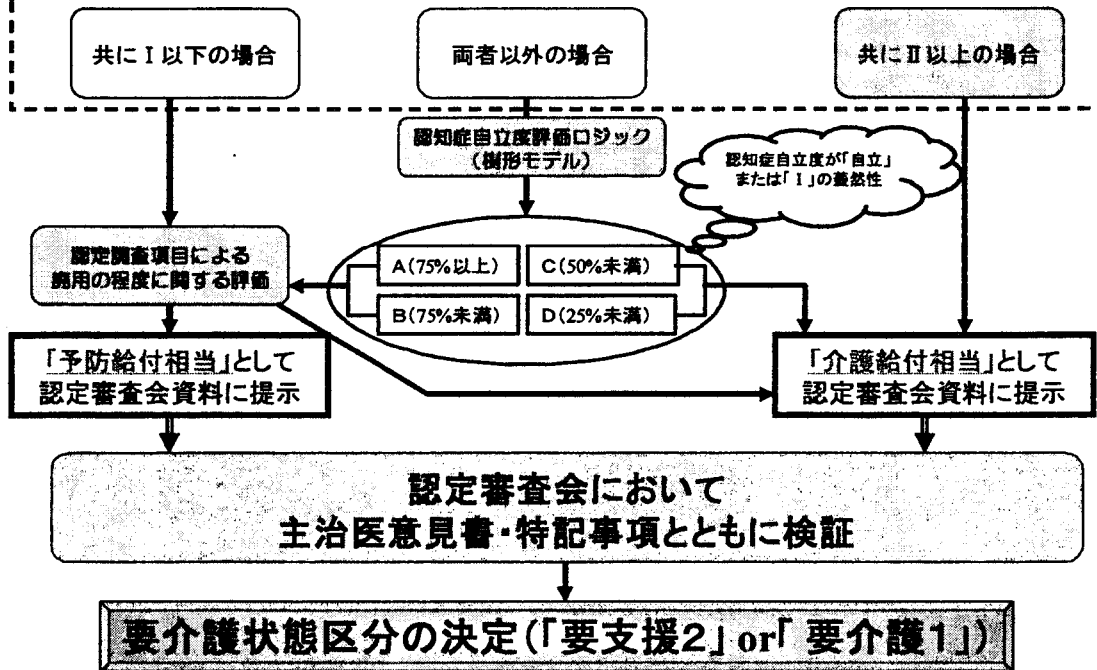 共にⅠ以下の場合
両者以外の場合
共にⅡ以上の場合
認知症自立度評価ロジック
(樹形モデル)
認知症自立度が「自立」
または「Ⅰ」の蓋然性
認定調査項目による
廃用の程度に関する評価
A(75%以上)
C(50%未満)
B(75%未満)
D(25%未満)
「予防給付相当」として
認定審査会資料に提示
「介護給付相当」として
認定審査会資料に提示
認定審査会において
主治医意見書・特記事項とともに検証
要介護状態区分の決定(「要支援2」or「要介護1」)